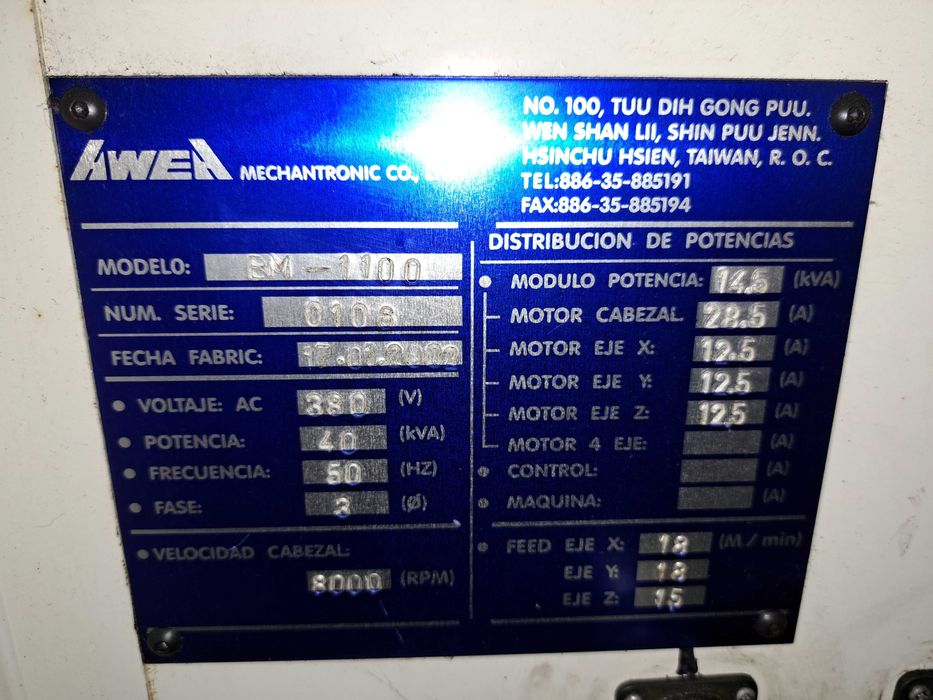 AWEA MECHANTRONIC CO.,
NO. 100, TUU DIH GONG PUU.
WEN SHAN LII, SHIN PUU JENN.
HSINCHU HSIEN, TAIWAN, R. O. C.
TEL:886-35-885191
FAX:886-35-885194
MODELO: BM-1100
NUM. SERIE: 0106
FECHA FABRIC: 17.01.2002
VOLTAJE: AC 380 (V)
POTENCIA: 40 (kVA)
FRECUENCIA: 50 (HZ)
FASE: 3 (Ø)
VELOCIDAD CABEZAL:
8000 (RPM)
DISTRIBUCION DE POTENCIAS
MODULO POTENCIA: 14.5 (kVA)
MOTOR CABEZAL. 28.5 (A)
MOTOR EJE X: 12.5 (A)
MOTOR EJE Y: 12.5 (A)
MOTOR EJE Z: 12.5 (A)
MOTOR 4 EJE: (A)
CONTROL: (A)
MAQUINA: (A)
FEED EJE X: 18 (M/min)
EJE Y: 18
EJE Z: 15